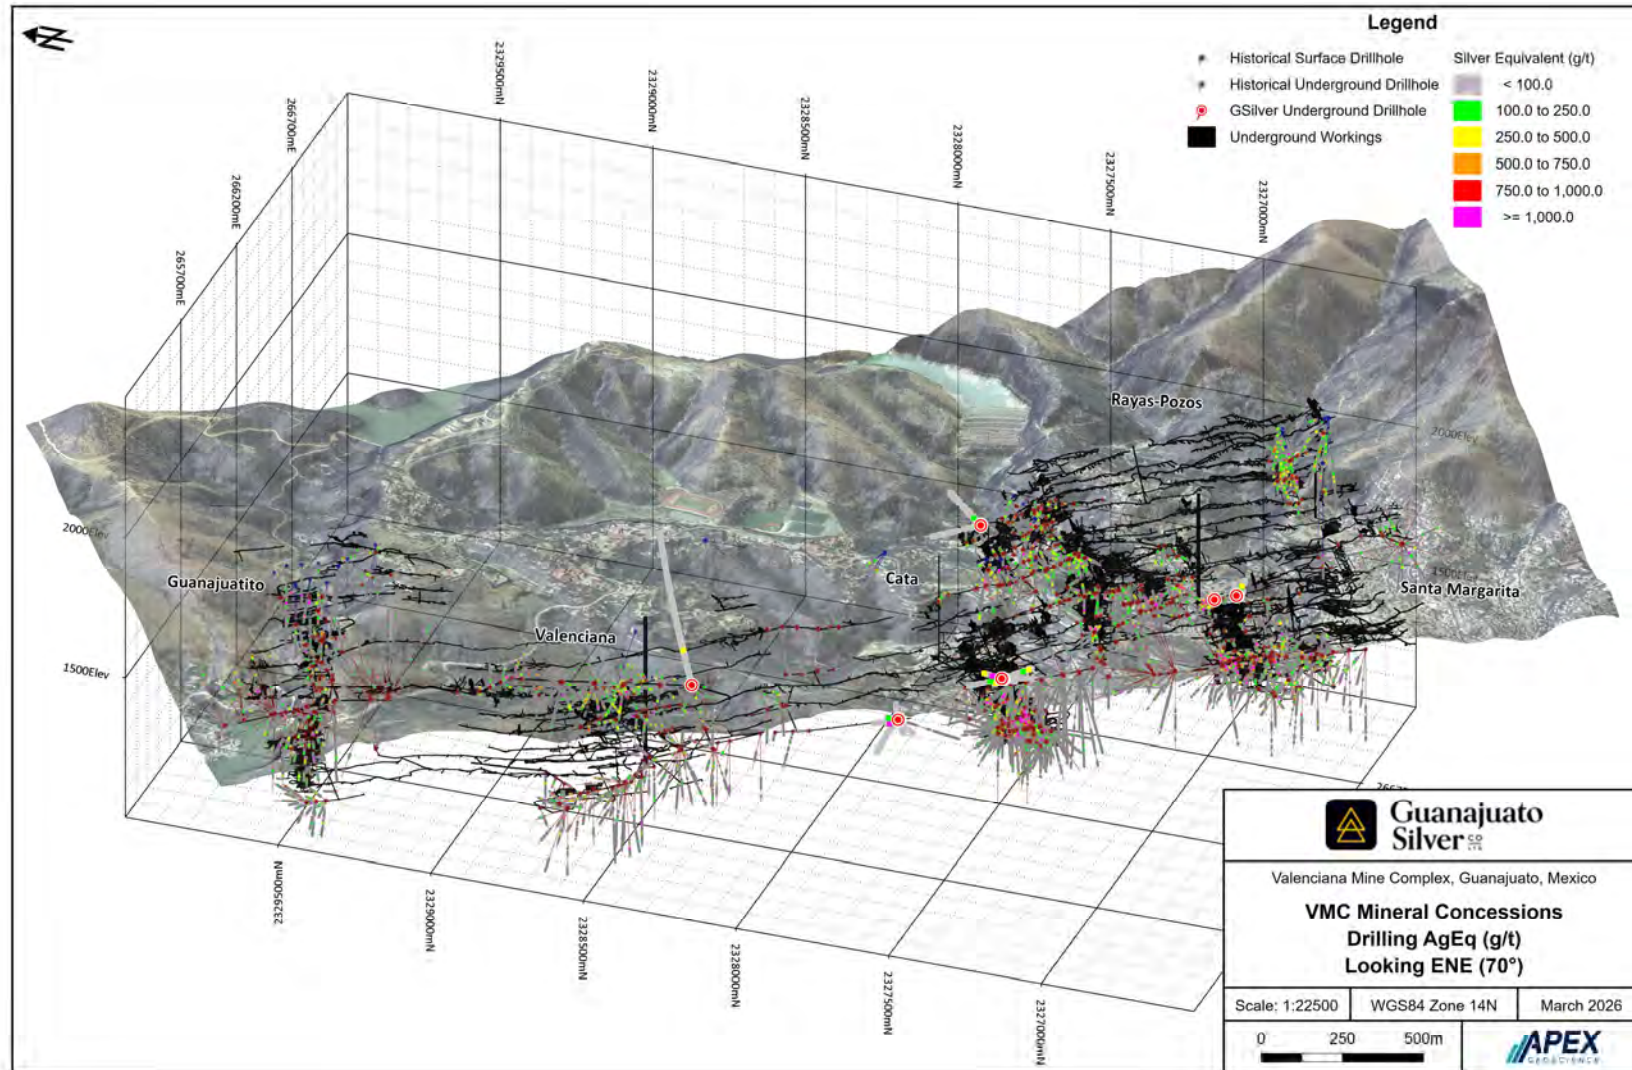 Legend
Historical Surface Drillhole
Historical Underground Drillhole
GSilver Underground Drillhole
Underground Workings
Silver Equivalent (g/t)
< 100.0
100.0 to 250.0
250.0 to 500.0
500.0 to 750.0
750.0 to 1,000.0
>= 1,000.0
N
2329500mN
2329000mN
2328500mN
2328000mN
2327500mN
2327000mN
266700mE
266200mE
265700mE
Rayas-Pozos
2000Elev
2000Elev
Guanajuatito
Cata
Santa Margarita
Valenciana
1500Elev
2329500mN
2329000mN
2328500mN
2328000mN
2327500mN
2327000mN
Guanajuato
Silver CO LTD
Valenciana Mine Complex, Guanajuato, Mexico
VMC Mineral Concessions
Drilling AgEq (g/t)
Looking ENE (70°)
Scale: 1:22500
WGS84 Zone 14N
March 2026
0 250 500m
APEX
GEOSCIENCE